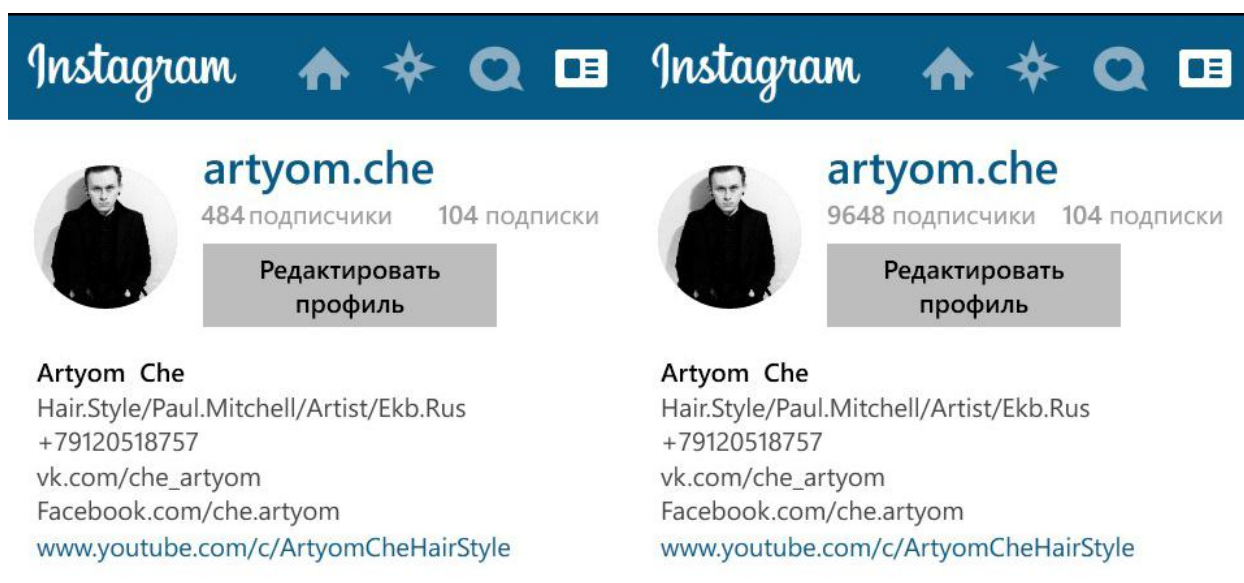 Instagram
artyom.che
484 подписчики 104 подписки
Редактировать
профиль
Artyom Che
Hair.Style/Paul.Mitchell/Artist/Ekb.Rus
+79120518757
vk.com/che_artyom
Facebook.com/che.artyom
www.youtube.com/c/ArtyomCheHairStyle
Instagram
artyom.che
9648 подписчики 104 подписки
Редактировать
профиль
Artyom Che
Hair.Style/Paul.Mitchell/Artist/Ekb.Rus
+79120518757
vk.com/che_artyom
Facebook.com/che.artyom
www.youtube.com/c/ArtyomCheHairStyle